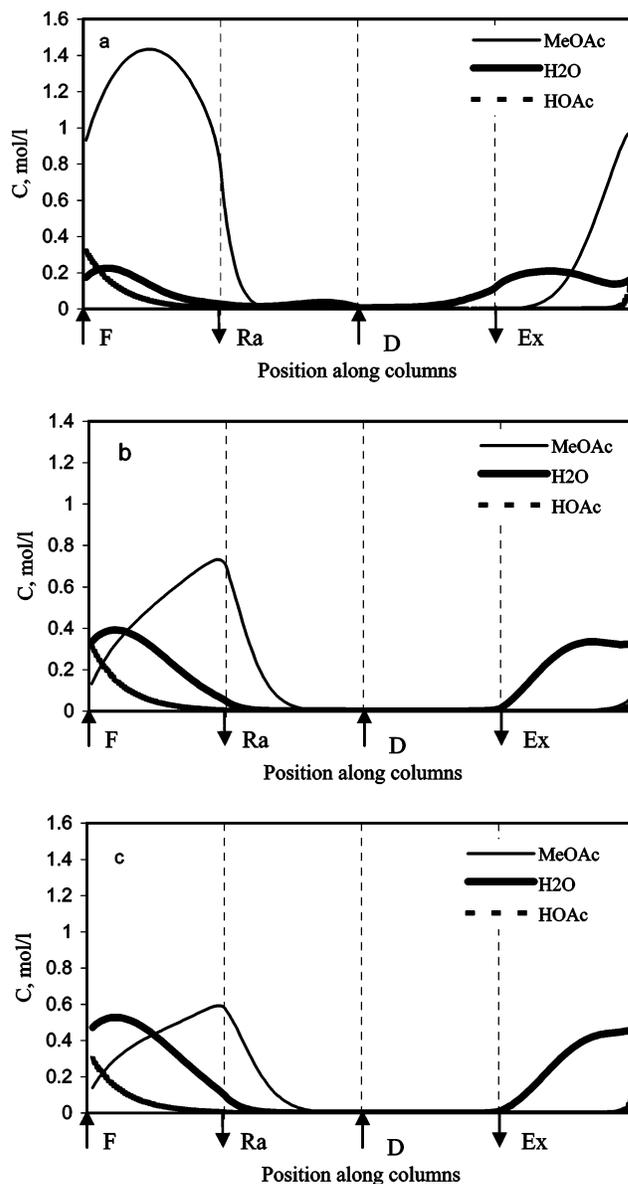 1.6
a
MeOAc
H2O
HOAc
1.4
1.2
1
0.8
0.6
0.4
0.2
0
C, mol/l
F
Ra
D
Ex
Position along columns
1.4
b
MeOAc
H2O
HOAc
1.2
1
0.8
0.6
0.4
0.2
0
C, mol/l
F
Ra
D
Ex
Position along columns
1.6
c
MeOAc
H2O
HOAc
1.4
1.2
1
0.8
0.6
0.4
0.2
0
C, mol/l
F
Ra
D
Ex
Position along columns